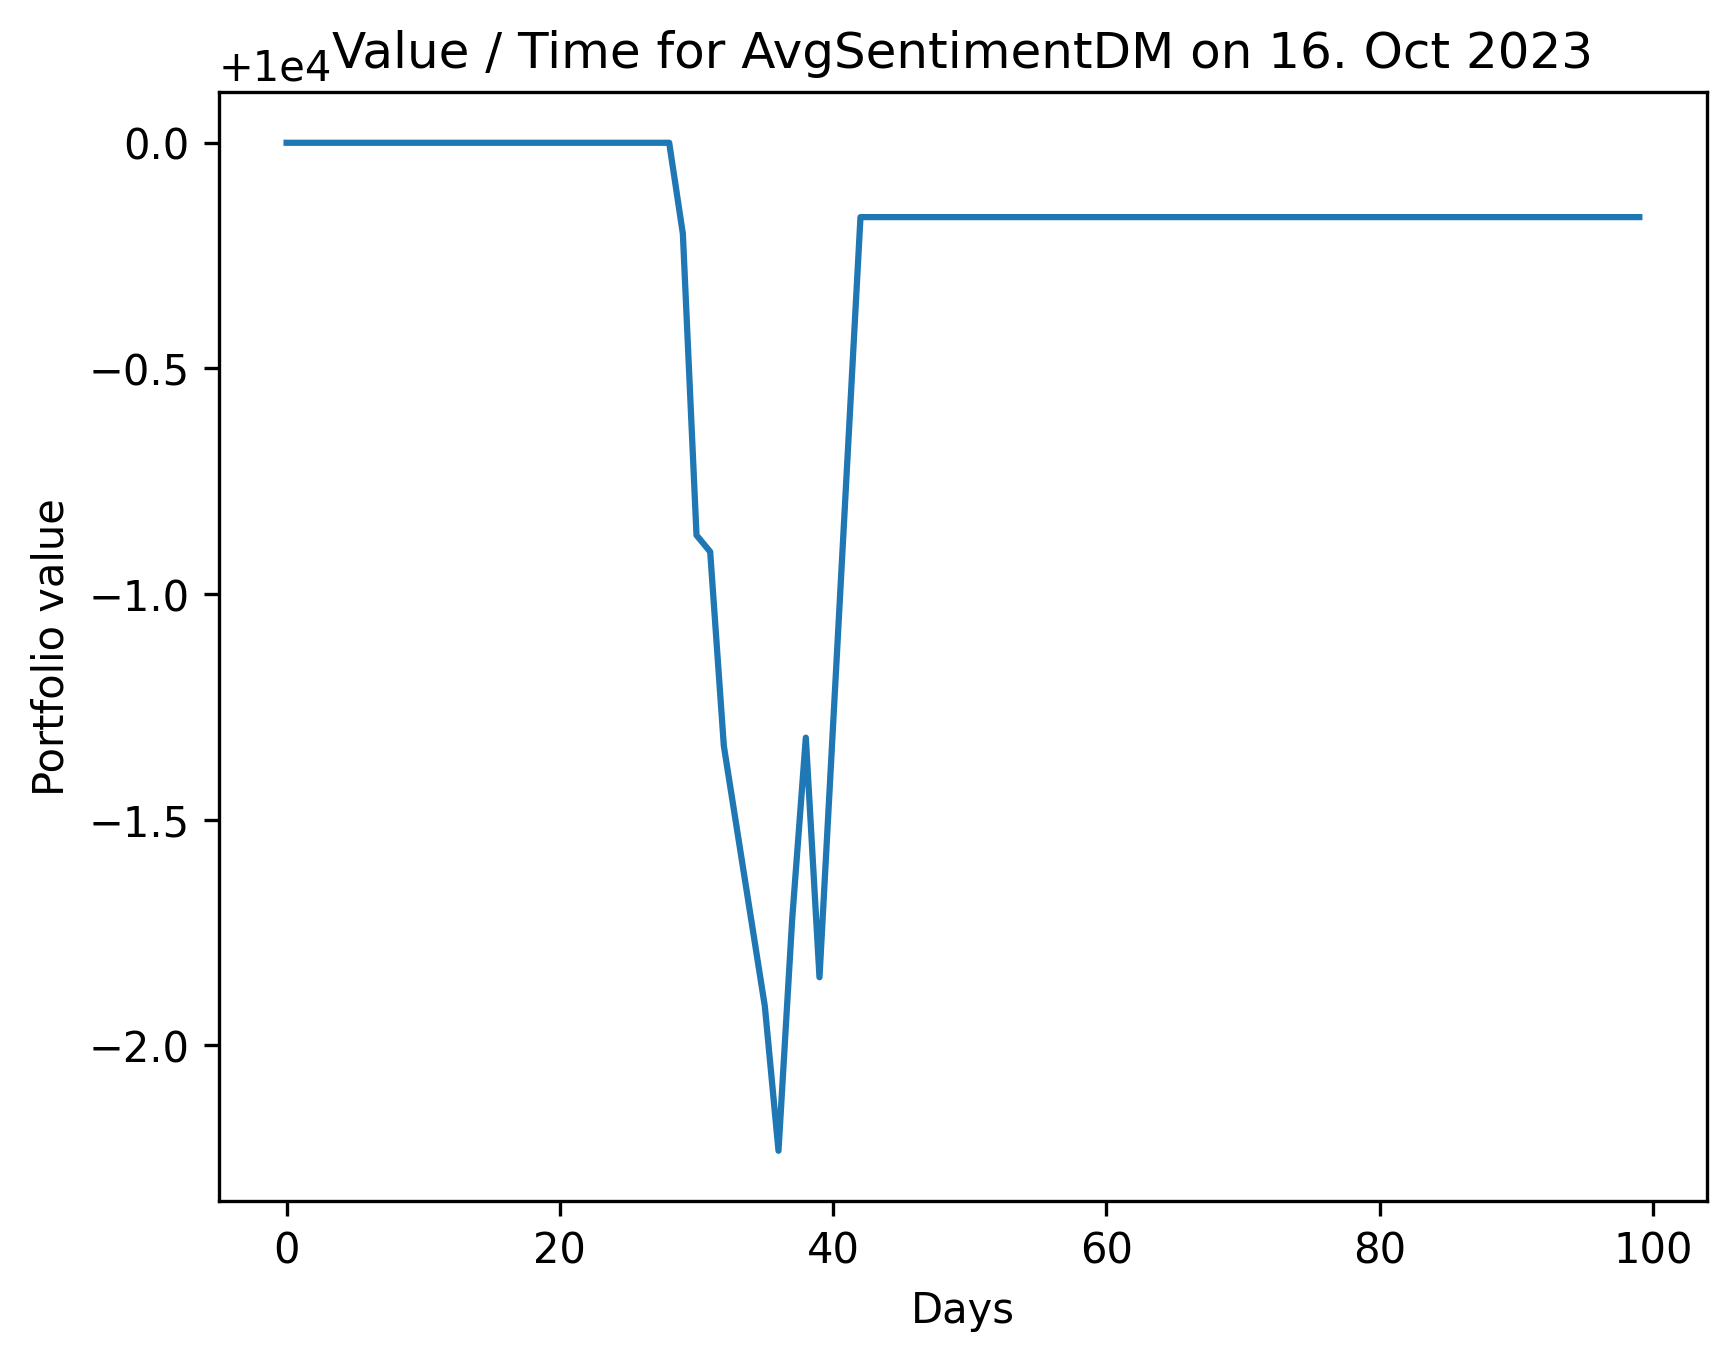 Value / Time for AvgSentimentDM on 16. Oct 2023
+1e4
0.0
−0.5
−1.0
−1.5
−2.0
Portfolio value
0 20 40 60 80 100
Days